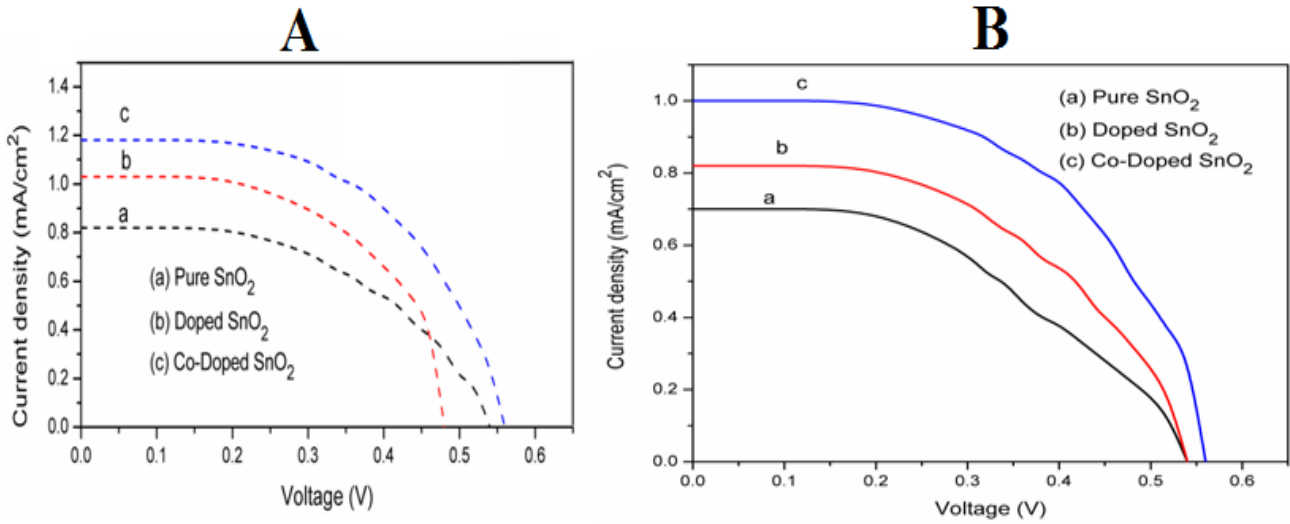 A
Current density (mA/cm²)
1.4
1.2
1.0
0.8
0.6
0.4
0.2
0.0
c
b
a
(a) Pure SnO₂
(b) Doped SnO₂
(c) Co-Doped SnO₂
0.0 0.1 0.2 0.3 0.4 0.5 0.6
Voltage (V)
B
Current density (mA/cm²)
1.0
0.8
0.6
0.4
0.2
0.0
c
b
a
(a) Pure SnO₂
(b) Doped SnO₂
(c) Co-Doped SnO₂
0.0 0.1 0.2 0.3 0.4 0.5 0.6
Voltage (V)